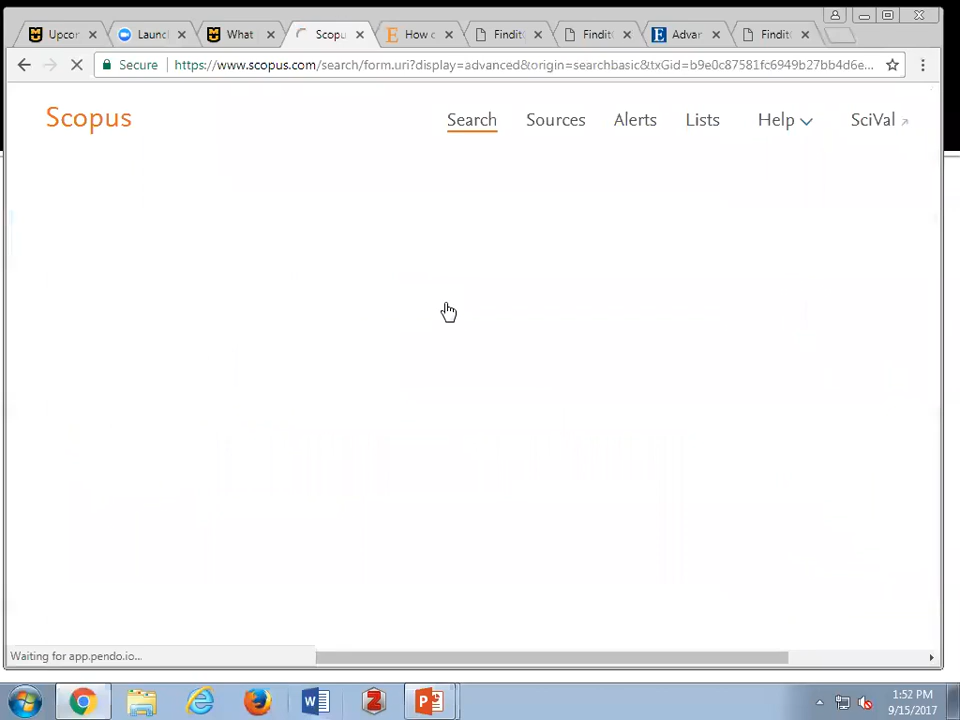 Upcor
Launc
What
Scopu
How c
Findit
Findit
Advar
Findit
Secure
https://www.scopus.com/search/form.uri?display=advanced&origin=searchbasic&txGid=b9e0c87581fc6949b27bb4d6e...
Scopus
Search
Sources
Alerts
Lists
Help
SciVal
Waiting for app.pendo.io...
1:52 PM
9/15/2017